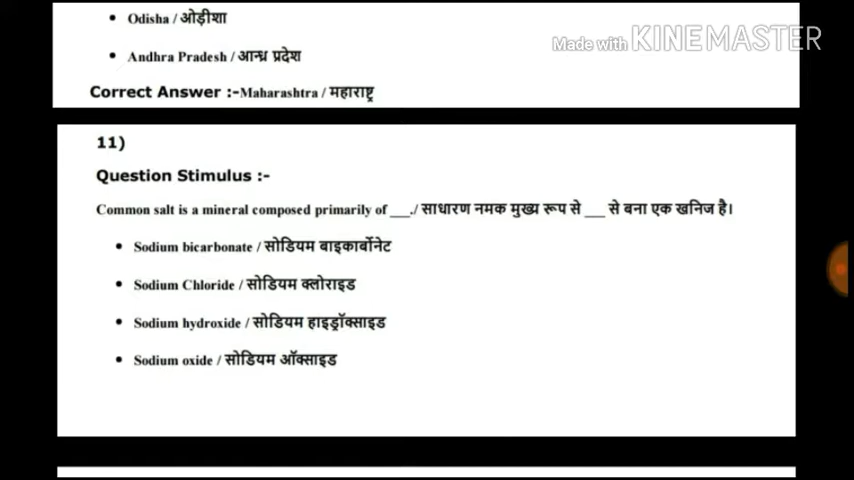 • Odisha / ओड़ीशा
Made with KINEMASTER
• Andhra Pradesh / आन्ध्र प्रदेश
Correct Answer :-Maharashtra / महाराष्ट्र
11)
Question Stimulus :-
Common salt is a mineral composed primarily of ___./ साधारण नमक मुख्य रूप से ___ से बना एक खनिज है।
• Sodium bicarbonate / सोडियम बाइकार्बोनेट
• Sodium Chloride / सोडियम क्लोराइड
• Sodium hydroxide / सोडियम हाइड्रॉक्साइड
• Sodium oxide / सोडियम ऑक्साइड